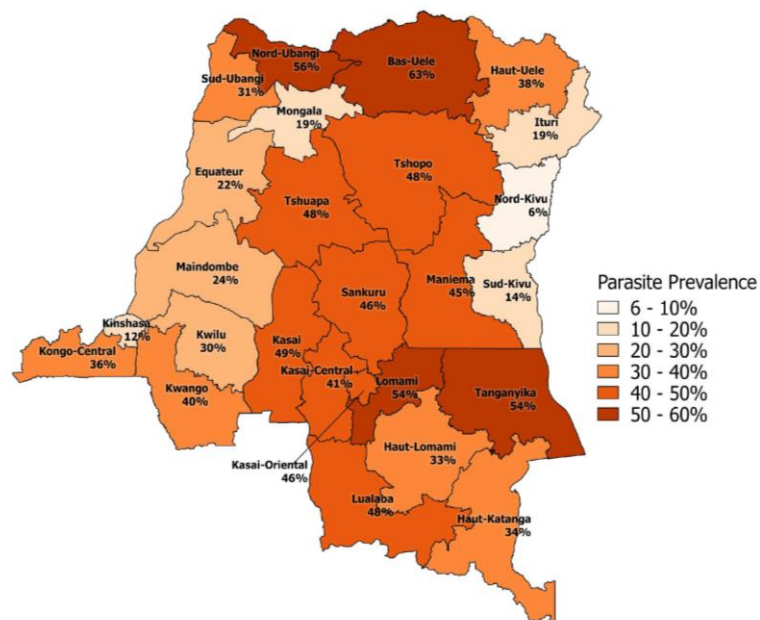 Nord-Ubangi
56%
Bas-Uele
63%
Haut-Uele
38%
Sud-Ubangi
31%
Mongala
19%
Ituri
19%
Equateur
22%
Tshopo
48%
Tshuapa
48%
Nord-Kivu
6%
Maindombe
24%
Sankuru
46%
Maniema
45%
Sud-Kivu
14%
Kinshasa
12%
Kwilu
30%
Kasai
49%
Kongo-Central
36%
Kasai-Central
41%
Kwango
40%
Lomami
54%
Tanganyika
54%
Haut-Lomami
33%
Kasai-Oriental
46%
Lualaba
48%
Haut-Katanga
34%
Parasite Prevalence
6 - 10%
10 - 20%
20 - 30%
30 - 40%
40 - 50%
50 - 60%